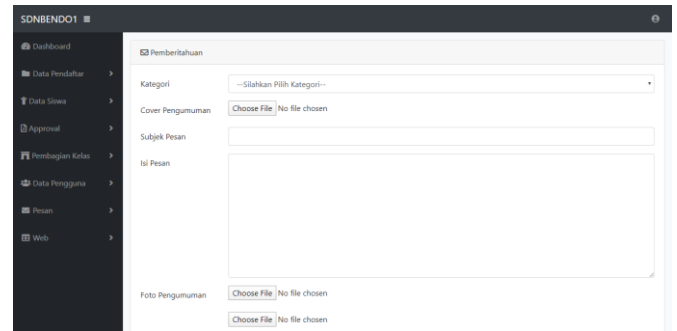 SDNBENDO1
Dashboard
Data Pendaftar
Data Siswa
Approval
Pembagian Kelas
Data Pengguna
Pesan
Web
Pemberitahuan
Kategori
--Silahkan Pilih Kategori--
Cover Pengumuman
Choose File No file chosen
Subjek Pesan
Isi Pesan
Foto Pengumuman
Choose File No file chosen
Choose File No file chosen